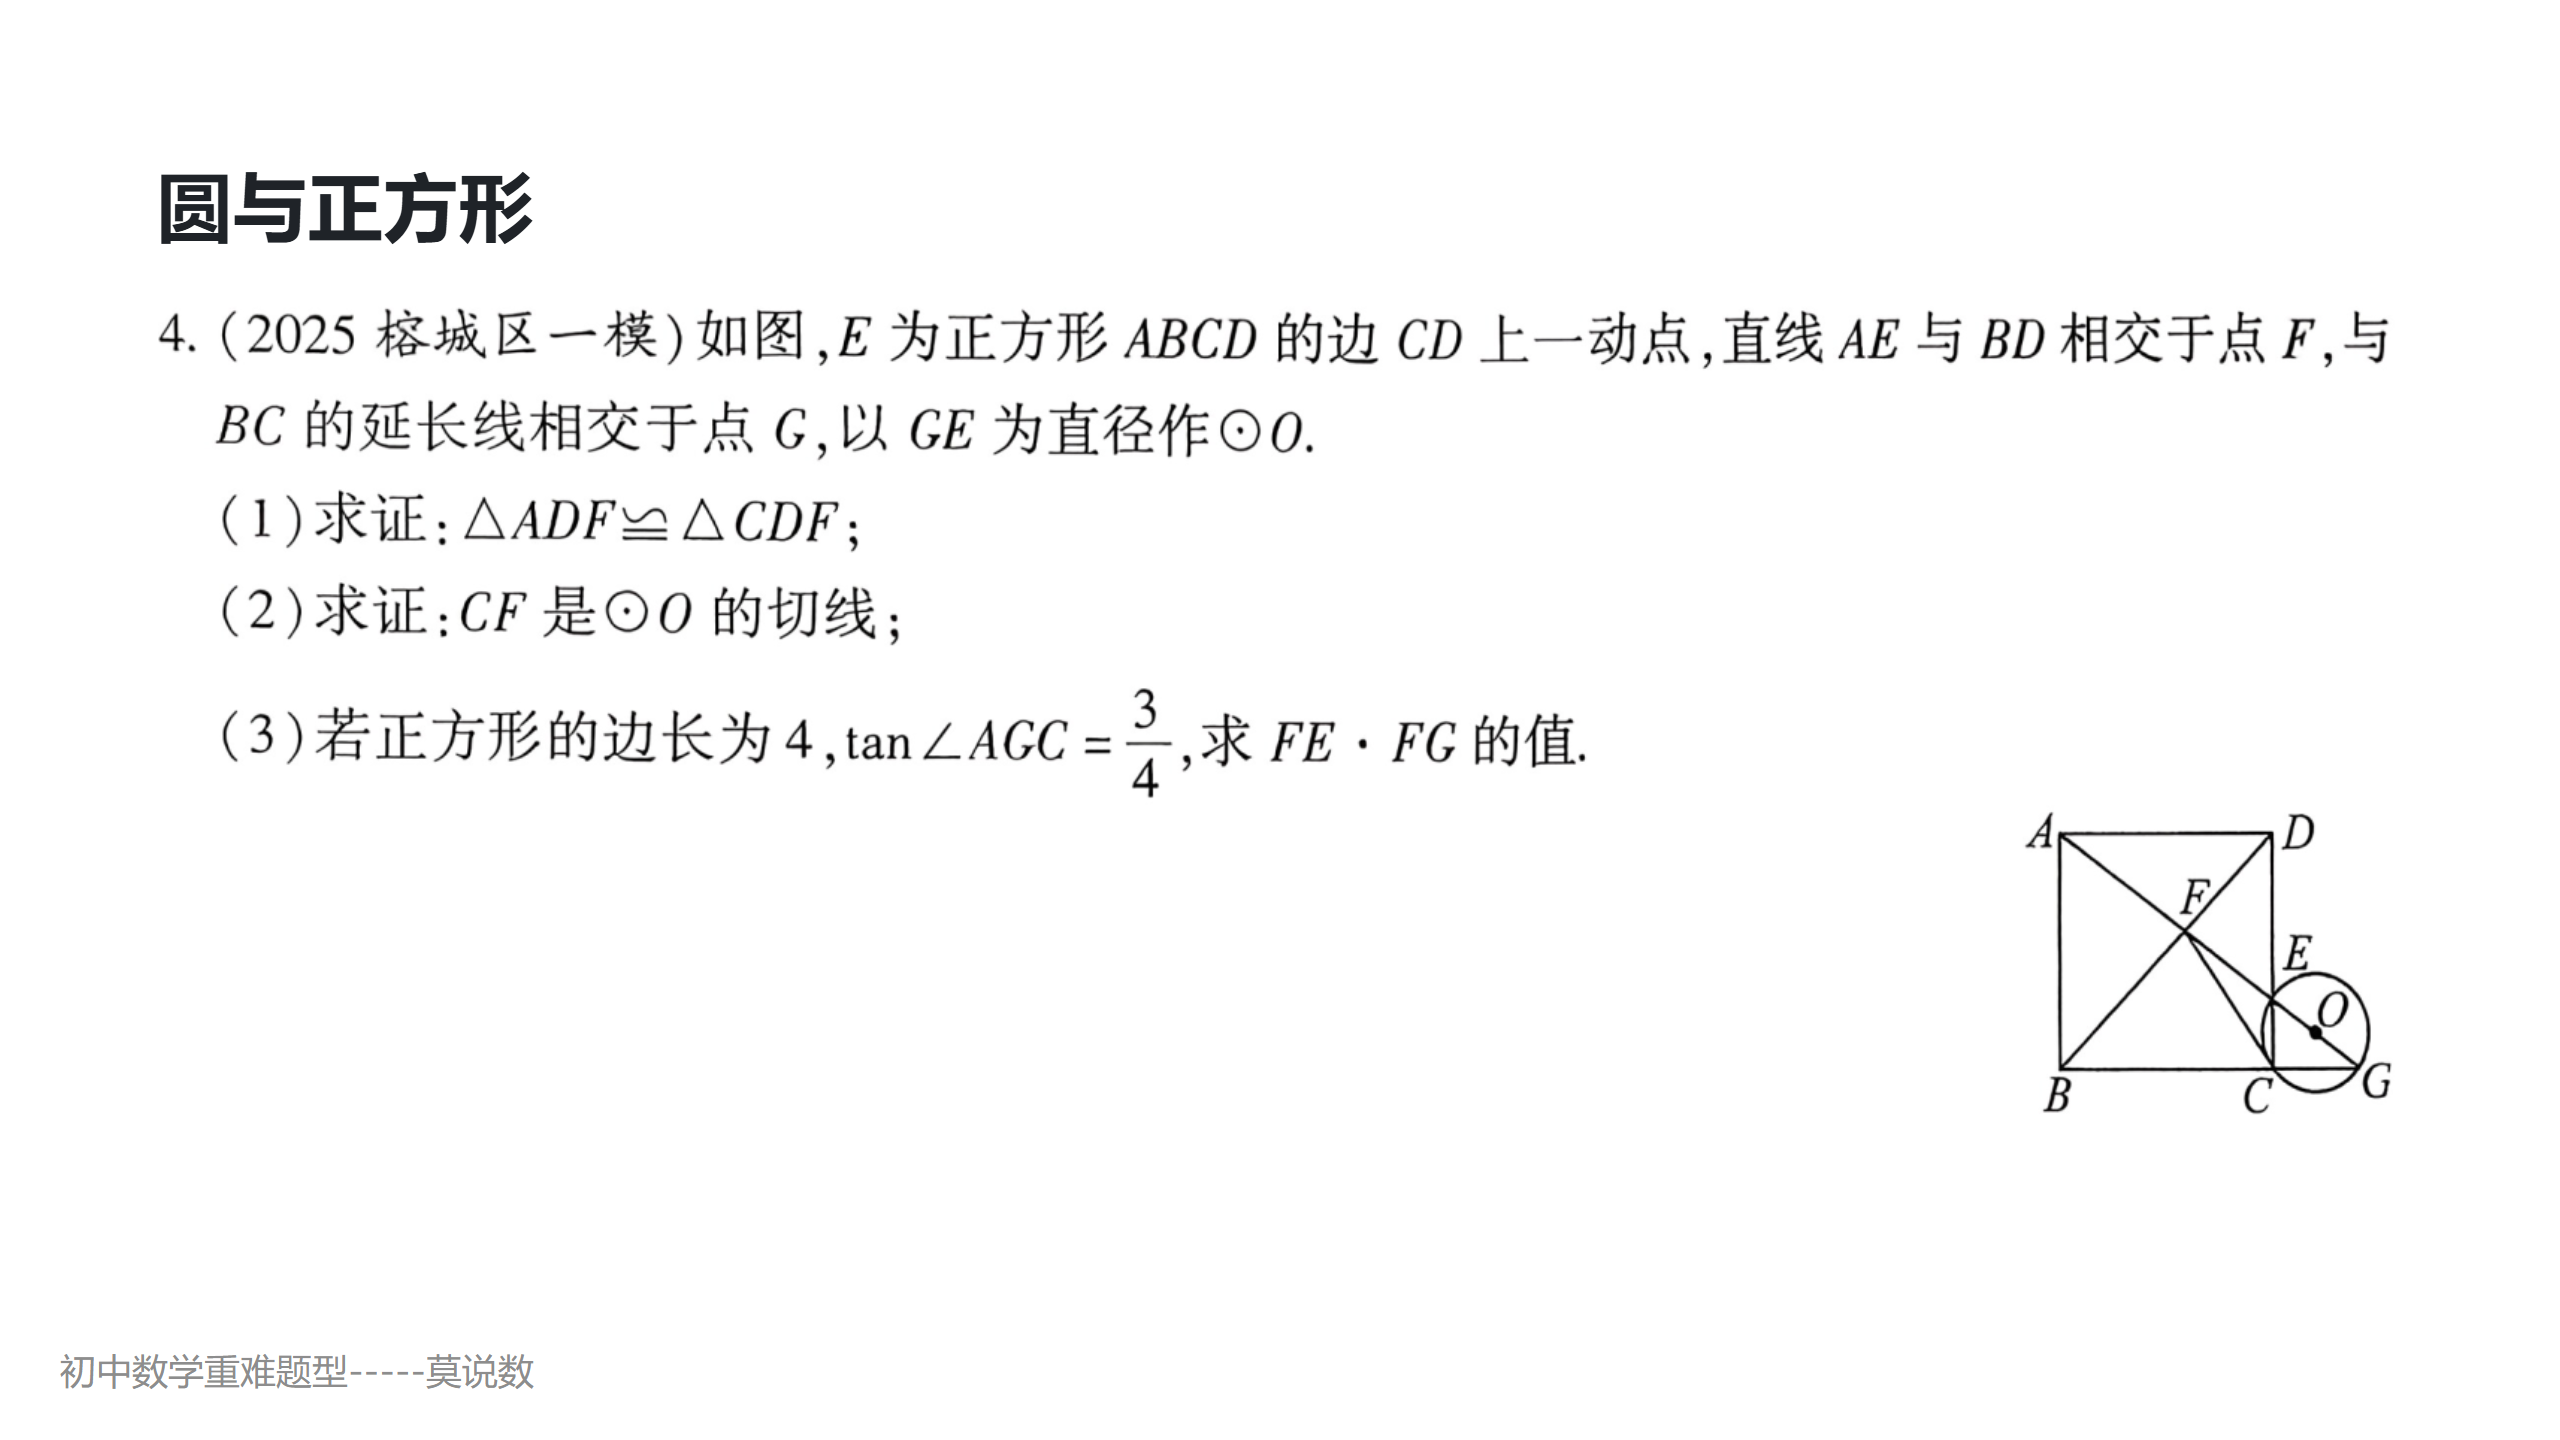 圆与正方形
4. (2025 榕城区一模)如图,E 为正方形 ABCD 的边 CD 上一动点,直线 AE 与 BD 相交于点 F,与
BC 的延长线相交于点 G,以 GE 为直径作⊙O.
(1)求证:△ADF≌△CDF;
(2)求证:CF 是⊙O 的切线;
(3)若正方形的边长为 4,tan∠AGC=3/4,求 FE·FG 的值.
A D
F
E
O
B C G
初中数学重难题型-----莫说数